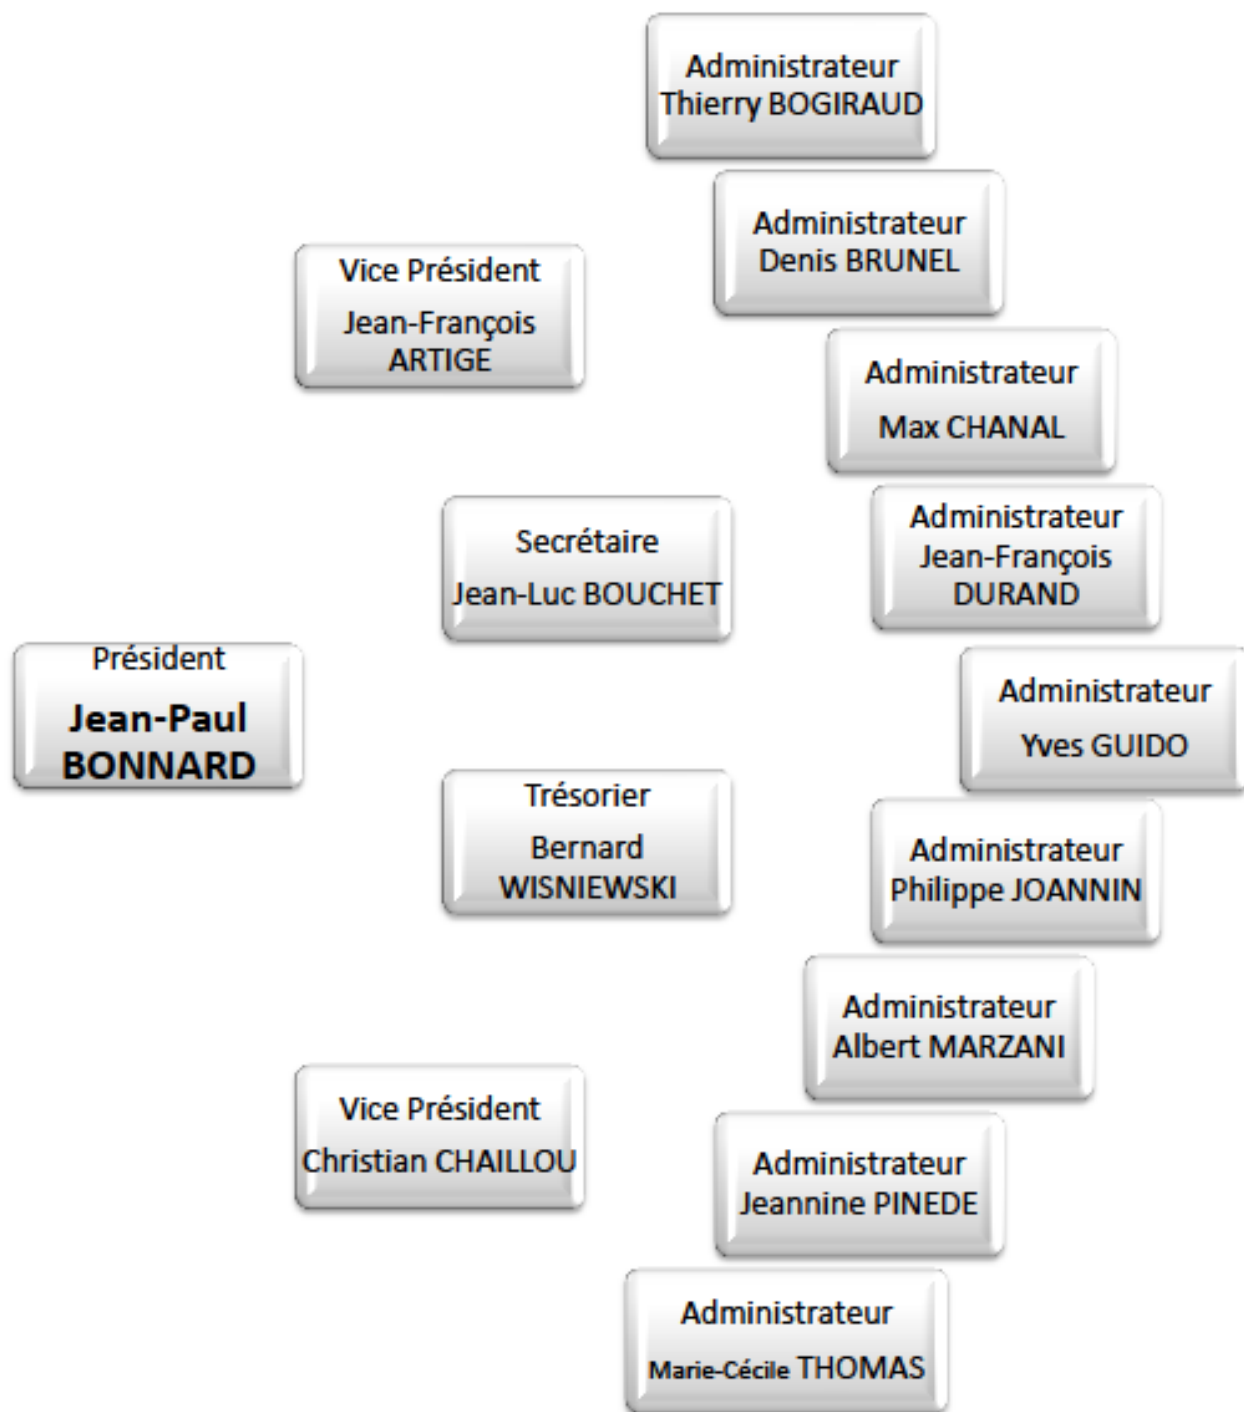 Administrateur
Thierry BOGIRAUD
Administrateur
Denis BRUNEL
Vice Président
Jean-François
ARTIGE
Administrateur
Max CHANAL
Administrateur
Jean-François
DURAND
Secrétaire
Jean-Luc BOUCHET
Président
Jean-Paul
BONNARD
Administrateur
Yves GUIDO
Trésorier
Bernard
WISNIEWSKI
Administrateur
Philippe JOANNIN
Administrateur
Albert MARZANI
Vice Président
Christian CHAILLOU
Administrateur
Jeannine PINEDE
Administrateur
Marie-Cécile THOMAS